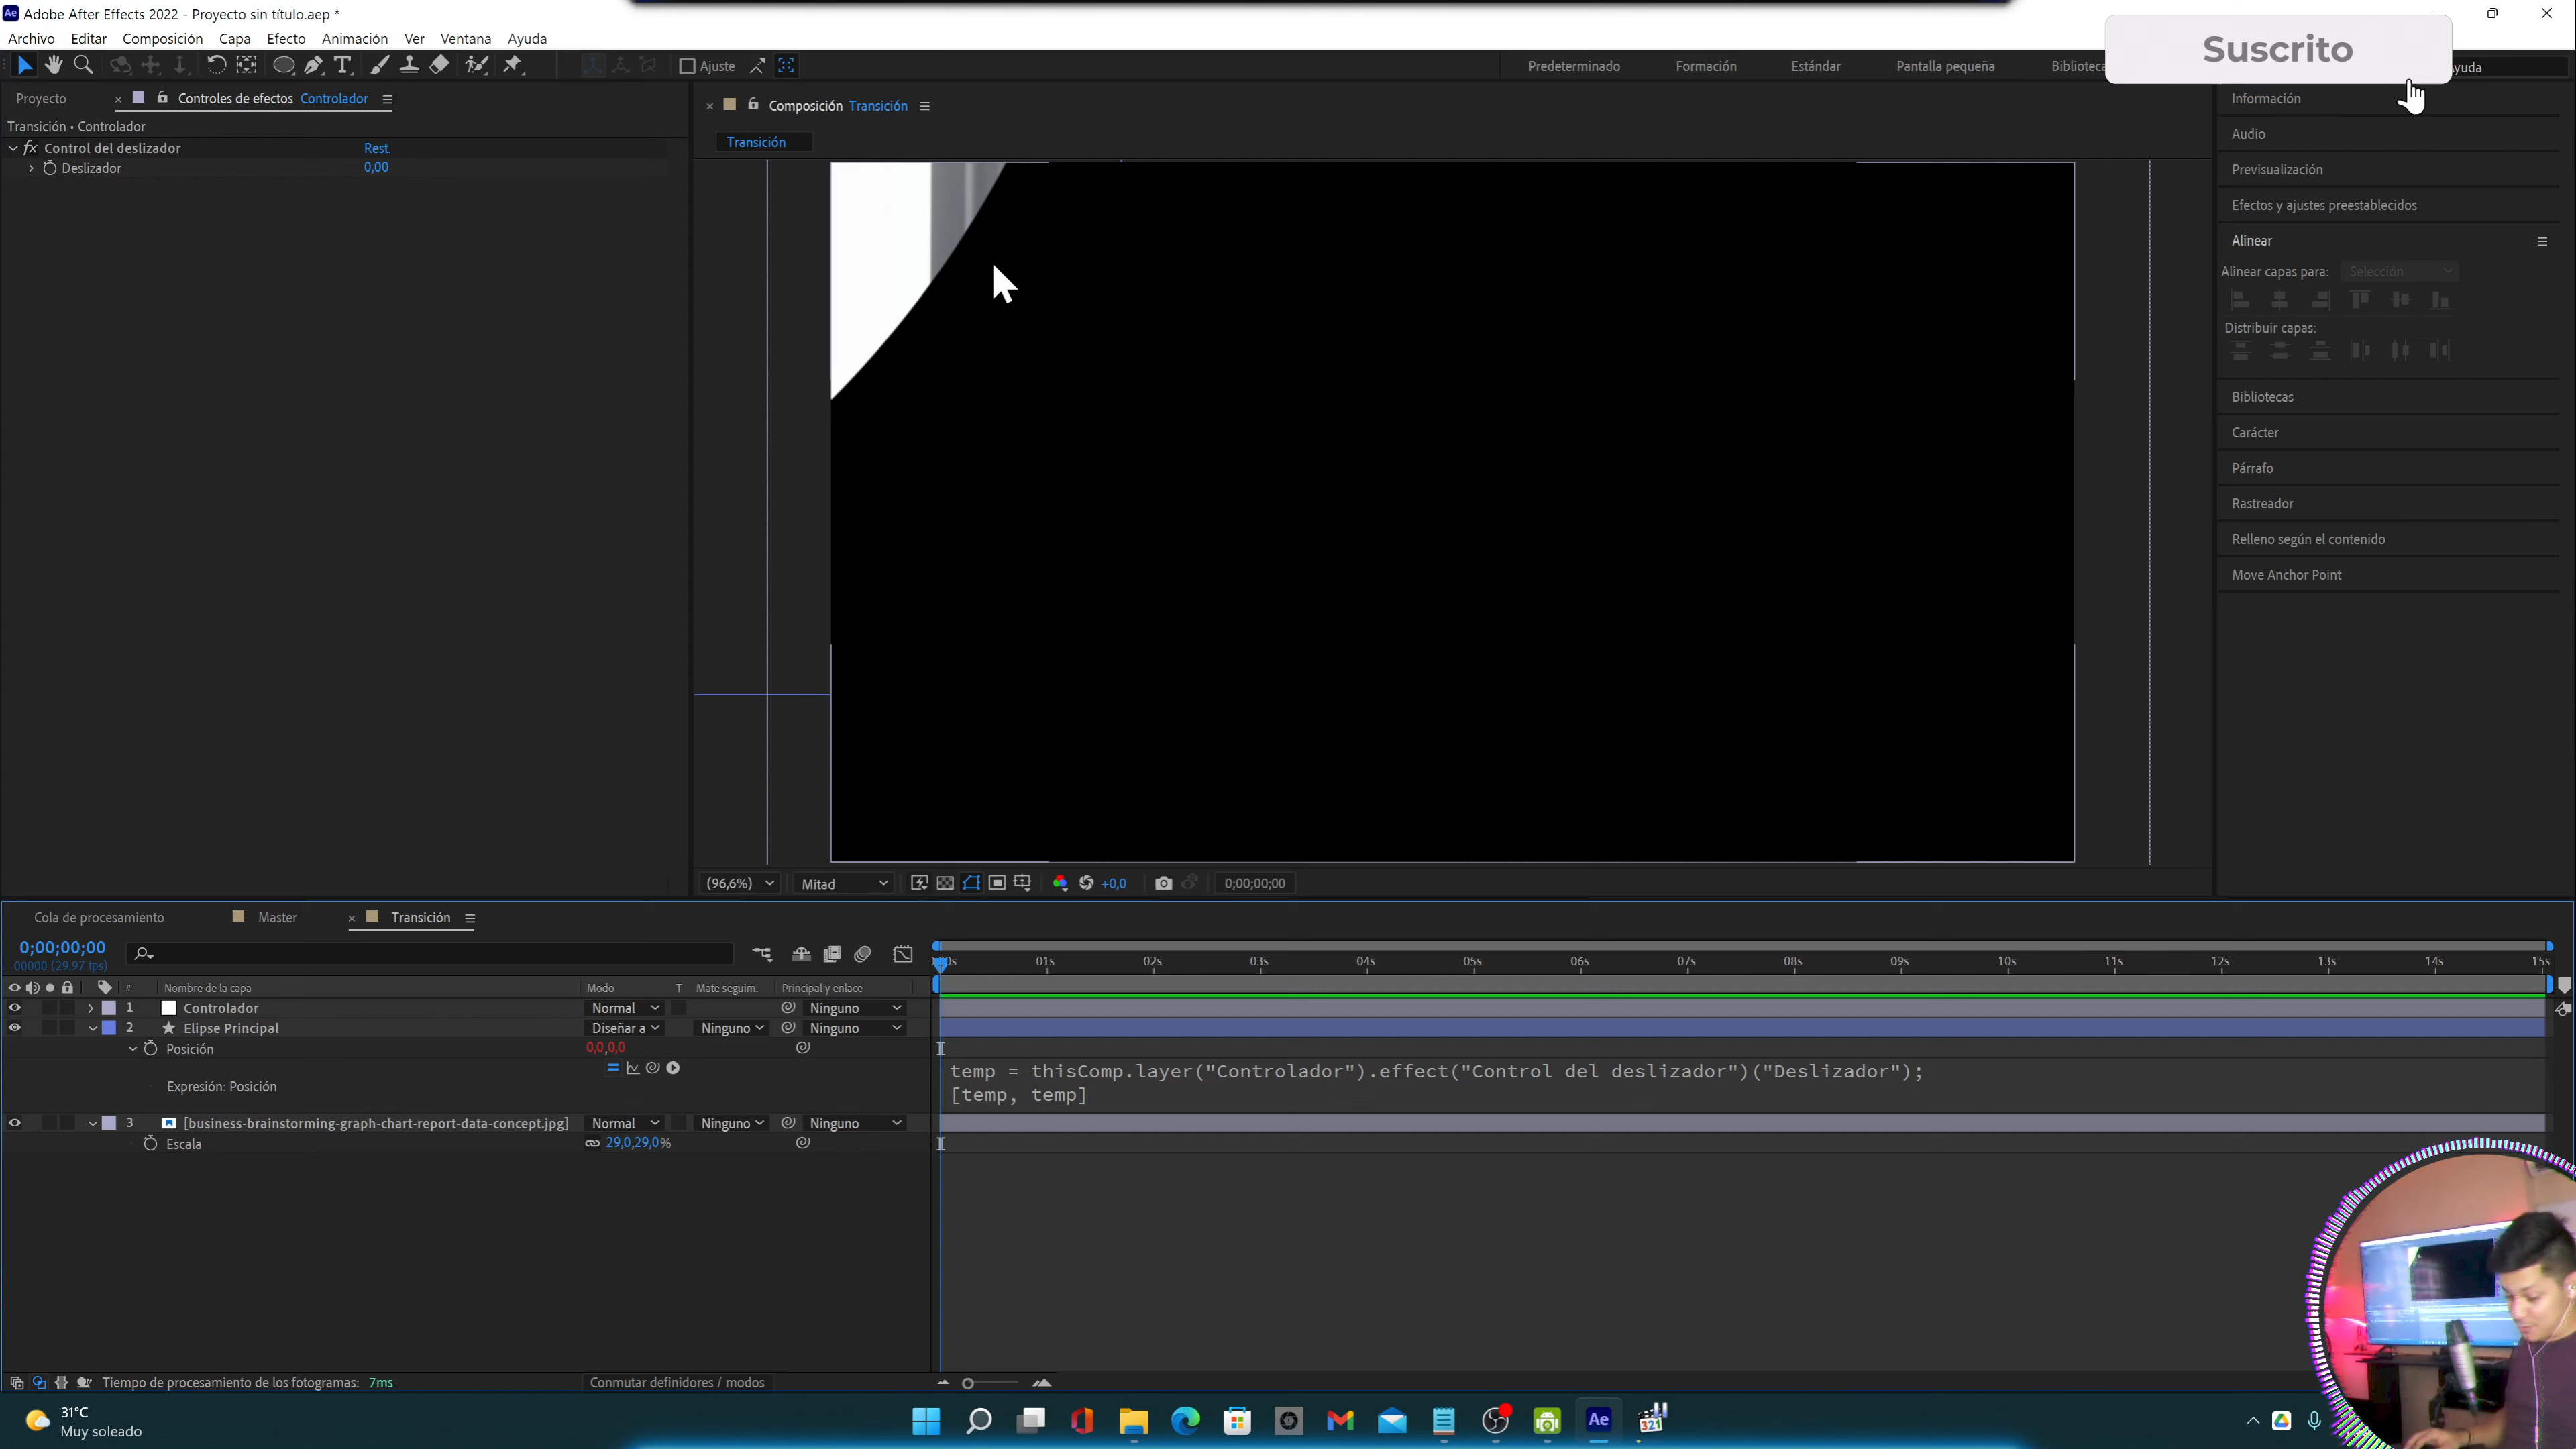 Adobe After Effects 2022 - Proyecto sin título.aep *
Archivo Editar Composición Capa Efecto Animación Ver Ventana Ayuda
Suscrito
Ajuste
Predeterminado Formación Estándar Pantalla pequeña
Proyecto
Controles de efectos Controlador
Transición • Controlador
fx Control del deslizador Rest.
Deslizador 0,00
Composición Transición
Transición
Información
Audio
Previsualización
Efectos y ajustes preestablecidos
Alinear
Alinear capas para: Selección
Distribuir capas:
Bibliotecas
Carácter
Párrafo
Rastreador
Relleno según el contenido
Move Anchor Point
(96,6%) Mitad +0,0 0;00;00;00
Cola de procesamiento Master Transición
0;00;00;00
00000 (29.97 fps)
01s 02s 03s 04s 05s 06s 07s 08s 09s 10s 11s 12s 13s 14s 15s
# Nombre de la capa Modo T Mate seguim. Principal y enlace
1 Controlador Normal Ninguno
2 Elipse Principal Diseñar a Ninguno Ninguno
Posición 0,0,0,0
Expresión: Posición
temp = thisComp.layer("Controlador").effect("Control del deslizador")("Deslizador");
[temp, temp]
3 [business-brainstorming-graph-chart-report-data-concept.jpg] Normal Ninguno Ninguno
Escala 29,0,29,0%
Tiempo de procesamiento de los fotogramas: 7ms
Conmutar definidores / modos
31°C
Muy soleado
Ae
321